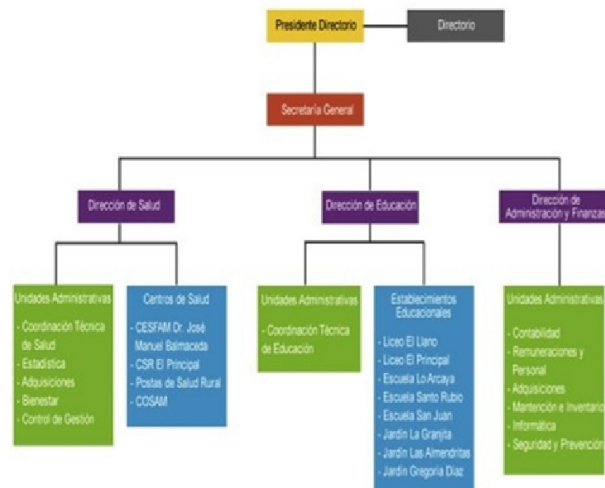 Presidente Directorio
Directorio
Secretaría General
Dirección de Salud
Dirección de Educación
Dirección de
Administración y Finanzas
Unidades Administrativas
- Coordinación Técnica
de Salud
- Estadística
- Adquisiciones
- Bienestar
- Control de Gestión
Centros de Salud
- CESFAM Dr. José
Manuel Balmaceda
- CSR El Principal
- Postas de Salud Rural
- COSAM
Unidades Administrativas
- Coordinación Técnica
de Educación
Establecimientos
Educacionales
- Liceo El Llano
- Liceo El Principal
- Escuela Lo Arcaya
- Escuela Santo Rubio
- Escuela San Juan
- Jardín La Granjita
- Jardín Las Almendritas
- Jardín Gregoria Díaz
Unidades Administrativas
- Contabilidad
- Remuneraciones y
Personal
- Adquisiciones
- Mantención e Inventario
- Informática
- Seguridad y Prevención